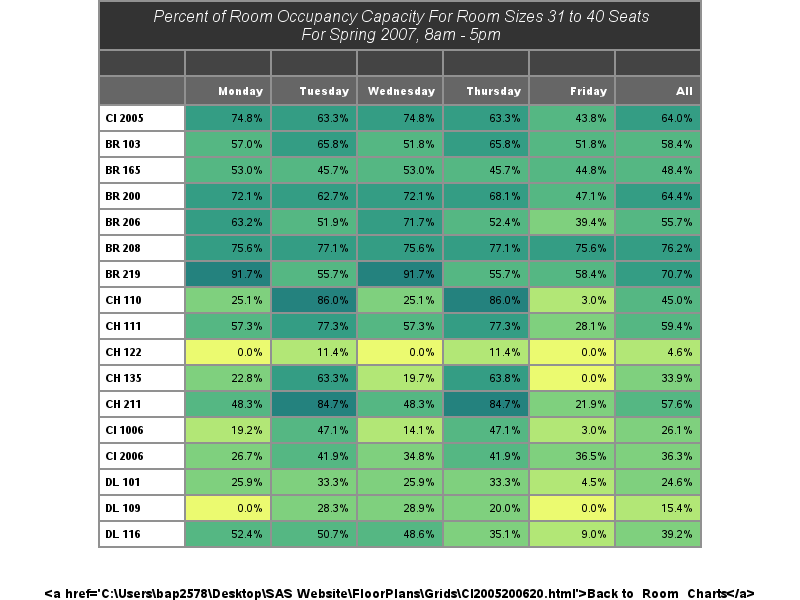 Percent of Room Occupancy Capacity For Room Sizes 31 to 40 Seats
For Spring 2007, 8am - 5pm
Monday Tuesday Wednesday Thursday Friday All
CI 2005 74.8% 63.3% 74.8% 63.3% 43.8% 64.0%
BR 103 57.0% 65.8% 51.8% 65.8% 51.8% 58.4%
BR 165 53.0% 45.7% 53.0% 45.7% 44.8% 48.4%
BR 200 72.1% 62.7% 72.1% 68.1% 47.1% 64.4%
BR 206 63.2% 51.9% 71.7% 52.4% 39.4% 55.7%
BR 208 75.6% 77.1% 75.6% 77.1% 75.6% 76.2%
BR 219 91.7% 55.7% 91.7% 55.7% 58.4% 70.7%
CH 110 25.1% 86.0% 25.1% 86.0% 3.0% 45.0%
CH 111 57.3% 77.3% 57.3% 77.3% 28.1% 59.4%
CH 122 0.0% 11.4% 0.0% 11.4% 0.0% 4.6%
CH 135 22.8% 63.3% 19.7% 63.8% 0.0% 33.9%
CH 211 48.3% 84.7% 48.3% 84.7% 21.9% 57.6%
CI 1006 19.2% 47.1% 14.1% 47.1% 3.0% 26.1%
CI 2006 26.7% 41.9% 34.8% 41.9% 36.5% 36.3%
DL 101 25.9% 33.3% 25.9% 33.3% 4.5% 24.6%
DL 109 0.0% 28.3% 28.9% 20.0% 0.0% 15.4%
DL 116 52.4% 50.7% 48.6% 35.1% 9.0% 39.2%
<a href='C:\Users\bap2578\Desktop\SAS Website\FloorPlans\Grids\CI2005200620.html'>Back to Room Charts</a>